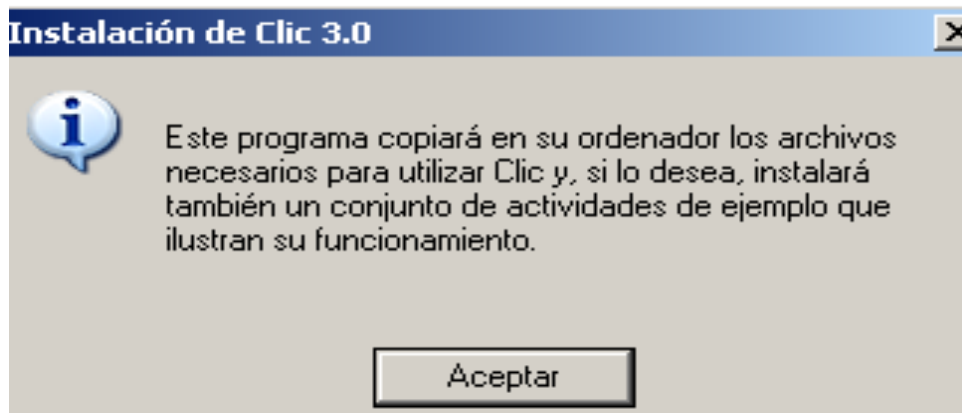 Instalación de Clic 3.0
Este programa copiará en su ordenador los archivos
necesarios para utilizar Clic y, si lo desea, instalará
también un conjunto de actividades de ejemplo que
ilustran su funcionamiento.
Aceptar